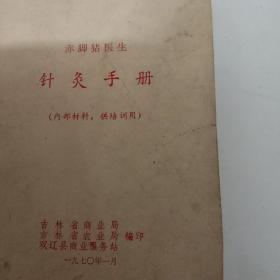 赤脚猪医生
针灸手册
(内部材料，供培训用)
吉林省商业局
吉林省农业局 编印
双辽县商业服务站
一九七〇年一月